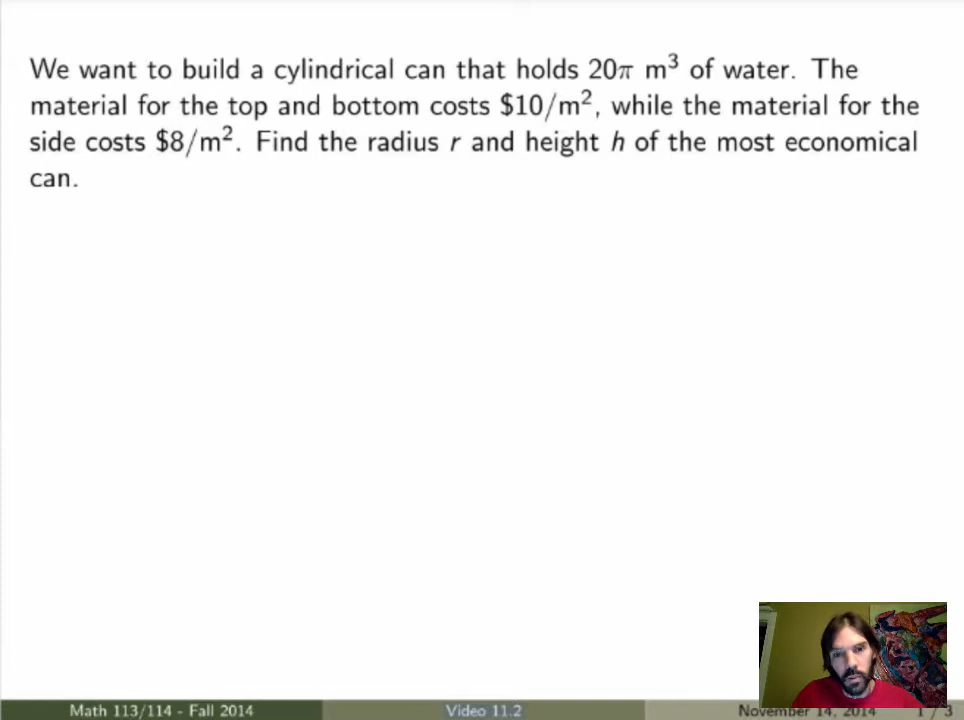 We want to build a cylindrical can that holds 20π m³ of water. The
material for the top and bottom costs $10/m², while the material for the
side costs $8/m². Find the radius r and height h of the most economical
can.
Math 113/114 - Fall 2014
Video 11.2
November 14, 2014
1 / 3